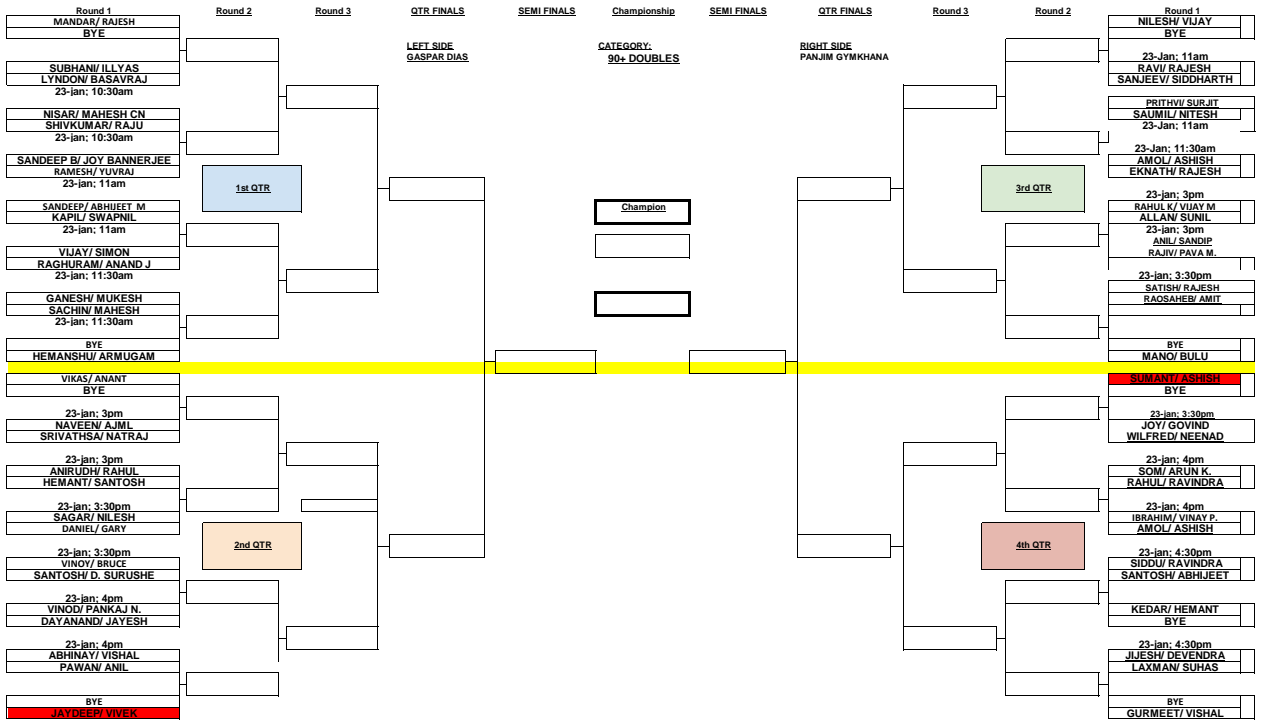 Round 1 Round 2 Round 3 QTR FINALS SEMI FINALS Championship SEMI FINALS QTR FINALS Round 3 Round 2 Round 1
LEFT SIDE
GASPAR DIAS
CATEGORY:
90+ DOUBLES
RIGHT SIDE
PANJIM GYMKHANA
MANDAR/ RAJESH
BYE
SUBHANI/ ILLYAS
LYNDON/ BASAVRAJ
23-jan; 10:30am
NISAR/ MAHESH CN
SHIVKUMAR/ RAJU
23-jan; 10:30am
SANDEEP B/ JOY BANNERJEE
RAMESH/ YUVRAJ
23-jan; 11am
SANDEEP/ ABHIJEET M
KAPIL/ SWAPNIL
23-jan; 11am
VIJAY/ SIMON
RAGHURAM/ ANAND J
23-jan; 11:30am
GANESH/ MUKESH
SACHIN/ MAHESH
23-jan; 11:30am
BYE
HEMANSHU/ ARMUGAM
VIKAS/ ANANT
BYE
23-jan; 3pm
NAVEEN/ AJML
SRIVATHSA/ NATRAJ
23-jan; 3pm
ANIRUDH/ RAHUL
HEMANT/ SANTOSH
23-jan; 3:30pm
SAGAR/ NILESH
DANIEL/ GARY
23-jan; 3:30pm
VINOY/ BRUCE
SANTOSH/ D. SURUSHE
23-jan; 4pm
VINOD/ PANKAJ N.
DAYANAND/ JAYESH
23-jan; 4pm
ABHINAY/ VISHAL
PAWAN/ ANIL
BYE
JAYDEEP/ VIVEK
1st QTR
2nd QTR
Champion
3rd QTR
4th QTR
NILESH/ VIJAY
BYE
23-Jan; 11am
RAVI/ RAJESH
SANJEEV/ SIDDHARTH
PRITHVI/ SURJIT
SAUMIL/ NITESH
23-Jan; 11am
23-Jan; 11:30am
AMOL/ ASHISH
EKNATH/ RAJESH
23-jan; 3pm
RAHUL K/ VIJAY M
ALLAN/ SUNIL
23-jan; 3pm
ANIL/ SANDIP
RAJIV/ PAVA M.
23-jan; 3:30pm
SATISH/ RAJESH
RAOSAHEB/ AMIT
BYE
MANO/ BULU
SUMANT/ ASHISH
BYE
23-jan; 3:30pm
JOY/ GOVIND
WILFRED/ NEENAD
23-jan; 4pm
SOM/ ARUN K.
RAHUL/ RAVINDRA
23-jan; 4pm
IBRAHIM/ VINAY P.
AMOL/ ASHISH
23-jan; 4:30pm
SIDDU/ RAVINDRA
SANTOSH/ ABHIJEET
KEDAR/ HEMANT
BYE
23-jan; 4:30pm
JIJESH/ DEVENDRA
LAXMAN/ SUHAS
BYE
GURMEET/ VISHAL